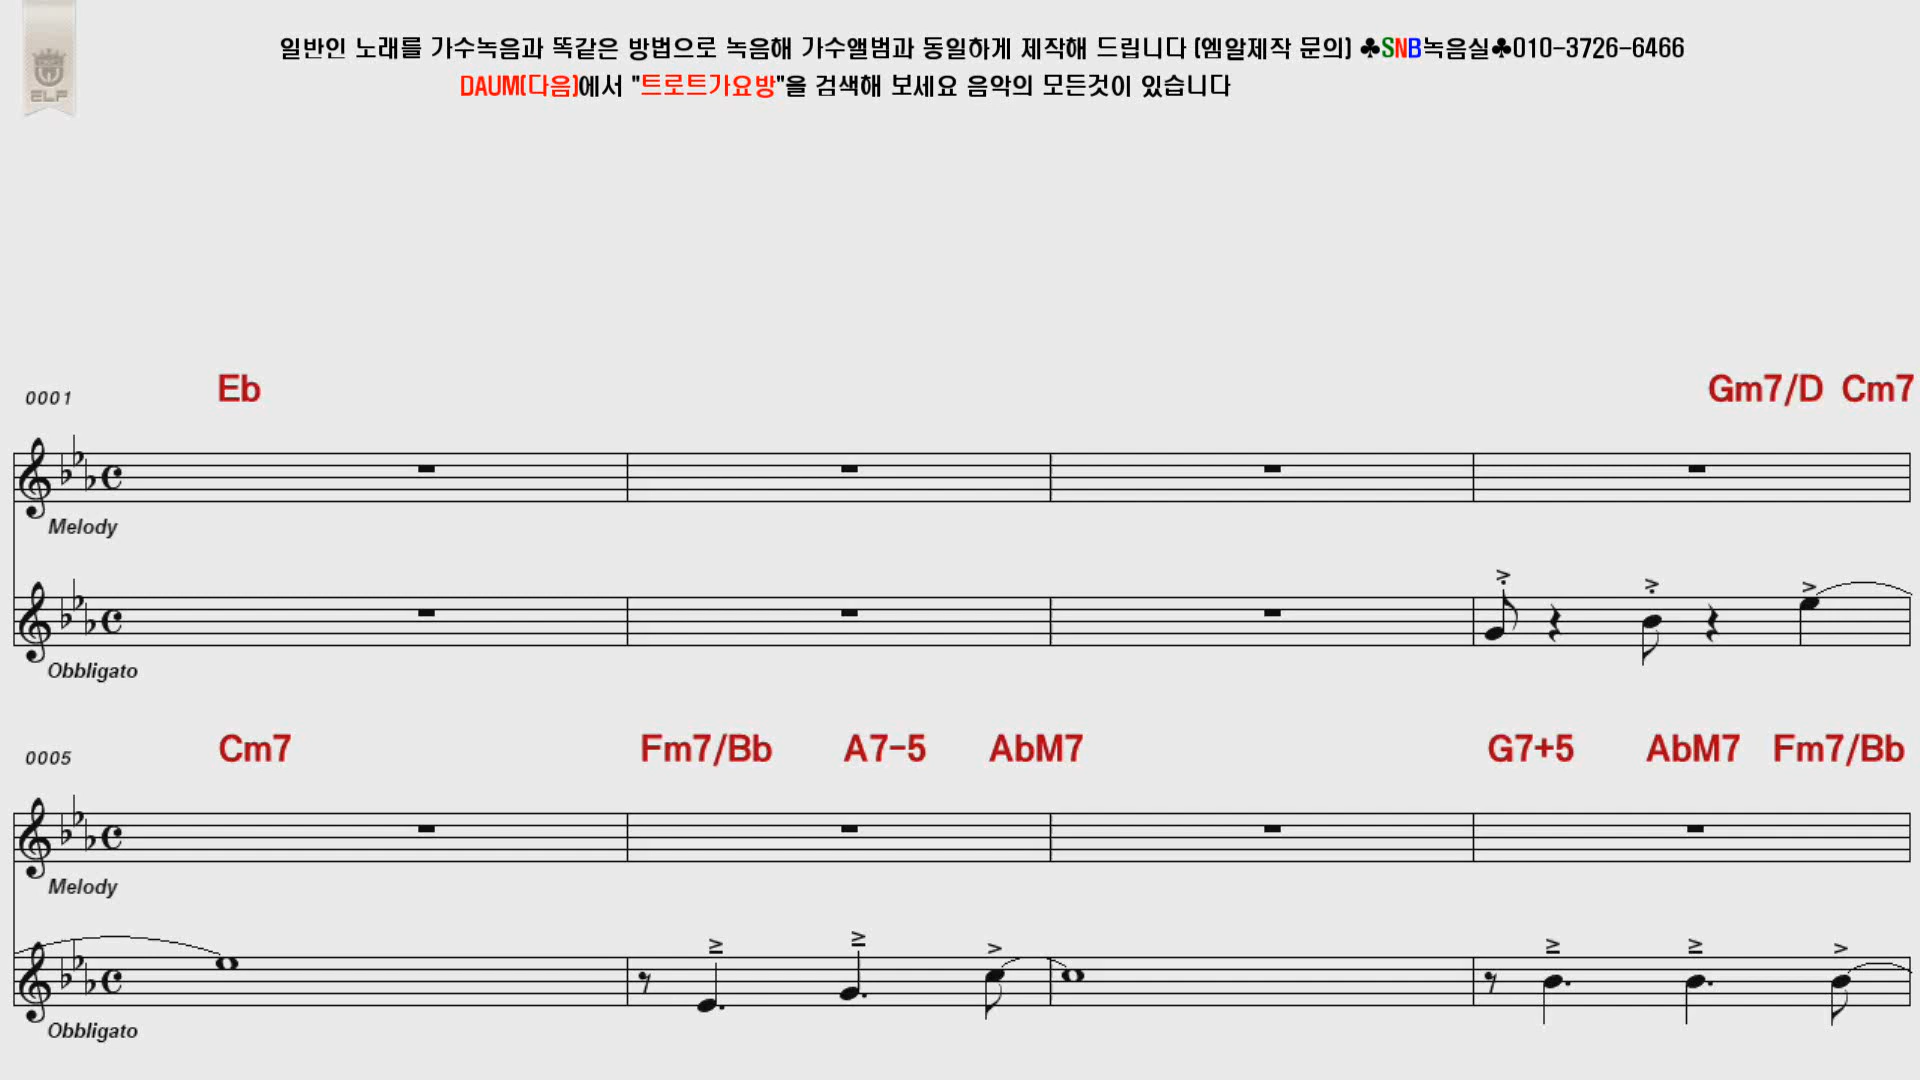 일반인 노래를 가수녹음과 똑같은 방법으로 녹음해 가수앨범과 동일하게 제작해 드립니다 (엠알제작 문의) ♣SNB녹음실♣010-3726-6466
DAUM(다음)에서 "트로트가요방"을 검색해 보세요 음악의 모든것이 있습니다
ELF
0001 Eb Gm7/D Cm7
Melody
Obbligato
0005 Cm7 Fm7/Bb A7-5 AbM7 G7+5 AbM7 Fm7/Bb
Melody
Obbligato